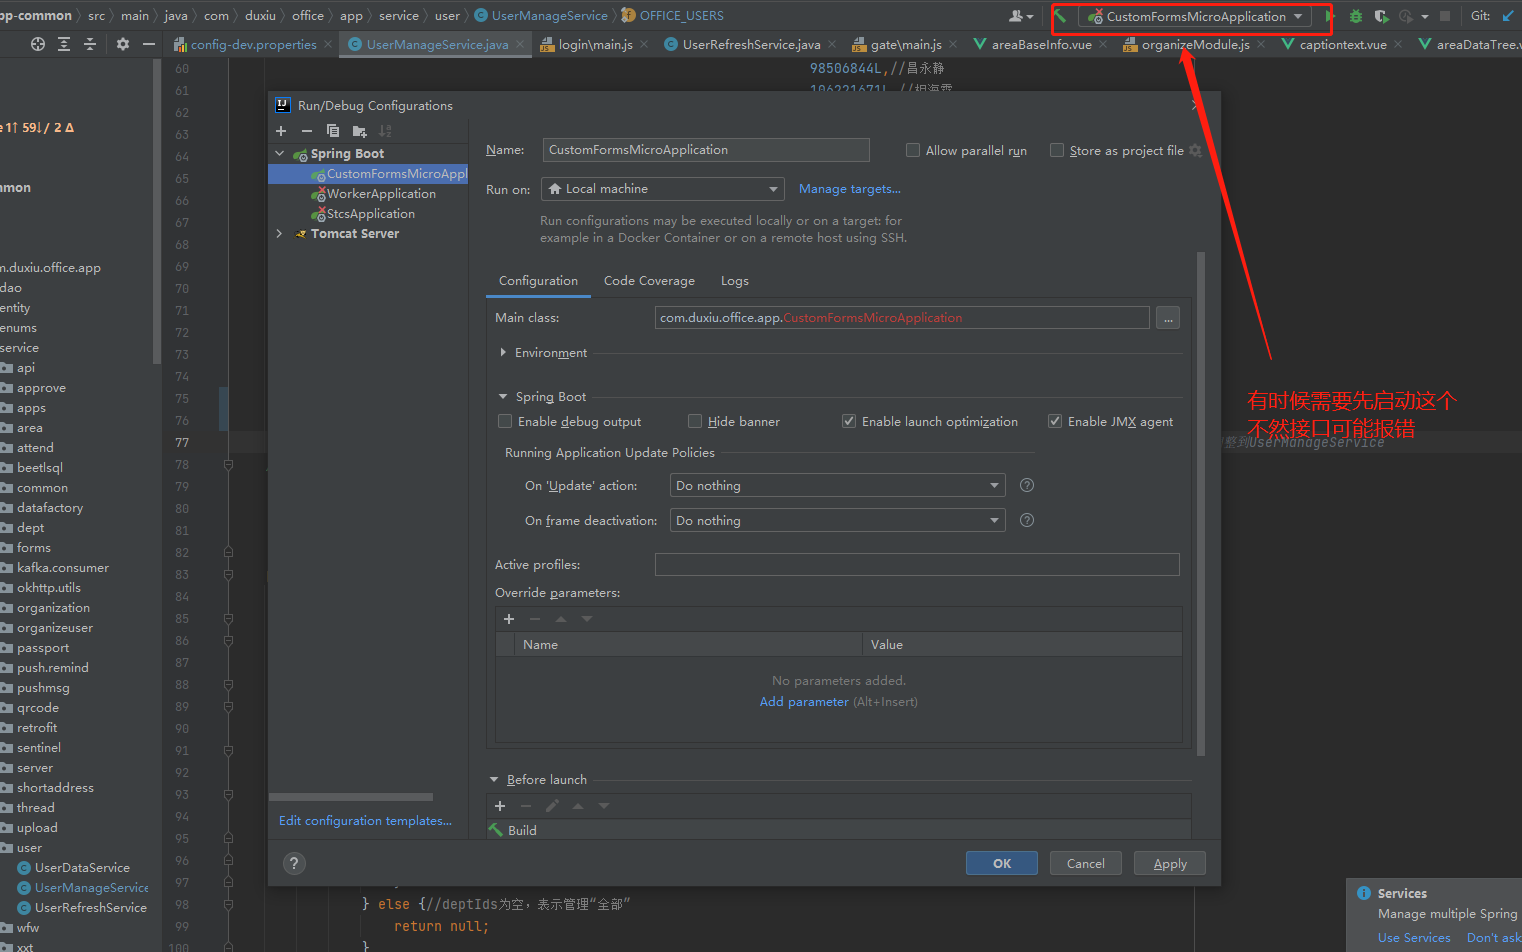 pp-common › src › main › java › com › duxiu › office › app › service › user › UserManageService › OFFICE_USERS
CustomFormsMicroApplication
Git:
config-dev.properties
UserManageService.java
login\main.js
UserRefreshService.java
gate\main.js
areaBaseInfo.vue
organizeModule.js
captiontext.vue
areaDataTree.v
60
98506844L,//昌永静
61
62
63
64
65
66
67
68
69
70
71
72
73
74
75
76
77
78
79
80
81
82
83
84
85
86
87
88
89
90
91
92
93
94
95
96
97
98
99
100
e 1↑ 59↓ / 2 Δ
mmon
m.duxiu.office.app
dao
entity
enums
service
api
approve
apps
area
attend
beetlsql
common
datafactory
dept
forms
kafka.consumer
okhttp.utils
organization
organizeuser
passport
push.remind
pushmsg
qrcode
retrofit
sentinel
server
shortaddress
thread
upload
user
UserDataService
UserManageService
UserRefreshService
wfw
xxt
Run/Debug Configurations
Spring Boot
CustomFormsMicroAppl
WorkerApplication
StcsApplication
Tomcat Server
Edit configuration templates...
Name:
CustomFormsMicroApplication
Allow parallel run
Store as project file
Run on:
Local machine
Manage targets...
Run configurations may be executed locally or on a target: for
example in a Docker Container or on a remote host using SSH.
Configuration
Code Coverage
Logs
Main class:
com.duxiu.office.app.CustomFormsMicroApplication
...
Environment
Spring Boot
Enable debug output
Hide banner
Enable launch optimization
Enable JMX agent
Running Application Update Policies
On 'Update' action:
Do nothing
?
On frame deactivation:
Do nothing
?
Active profiles:
Override parameters:
Name
Value
No parameters added.
Add parameter (Alt+Insert)
Before launch
Build
?
OK
Cancel
Apply
有时候需要先启动这个
不然接口可能报错
整到UserManageService
} else {//deptIds为空，表示管理“全部”
return null;
}
Services
Manage multiple Spring
Use Services
Don't ask